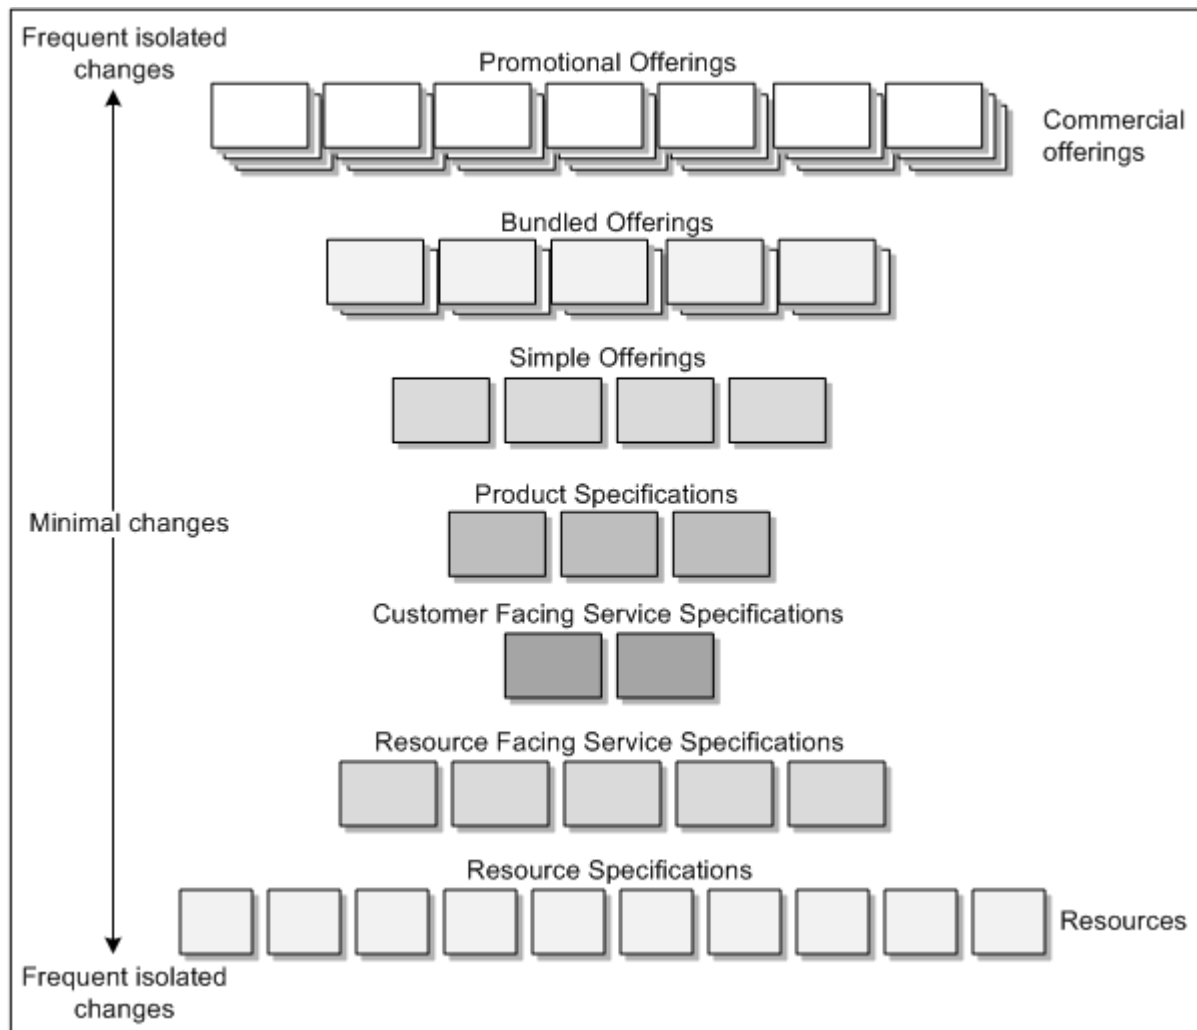 Frequent isolated
changes
Promotional Offerings
Commercial
offerings
Bundled Offerings
Simple Offerings
Product Specifications
Minimal changes
Customer Facing Service Specifications
Resource Facing Service Specifications
Resource Specifications
Resources
Frequent isolated
changes